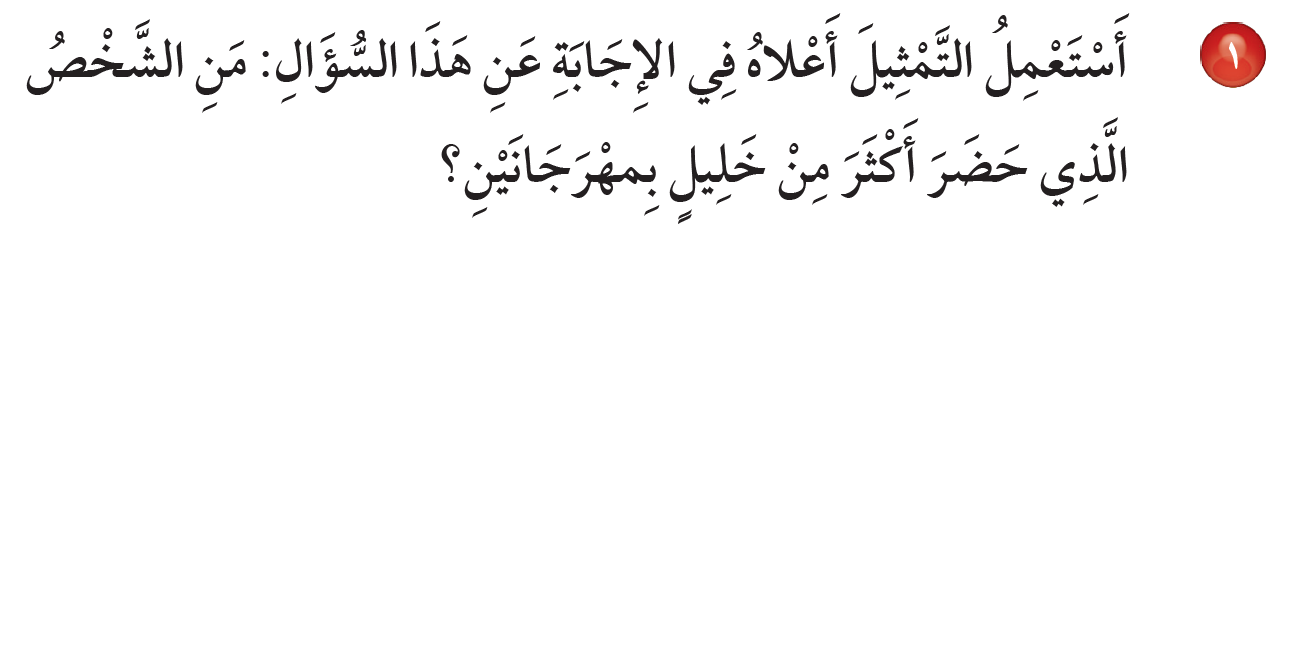 ١ أَسْتَعْمِلُ التَّمْثِيلَ أَعْلاهُ فِي الإِجَابَةِ عَنِ هَذَا السُّؤَالِ: مَنِ الشَّخْصُ
الَّذِي حَضَرَ أَكْثَرَ مِنْ خَلِيلٍ بِمهْرَجَانَيْنِ؟